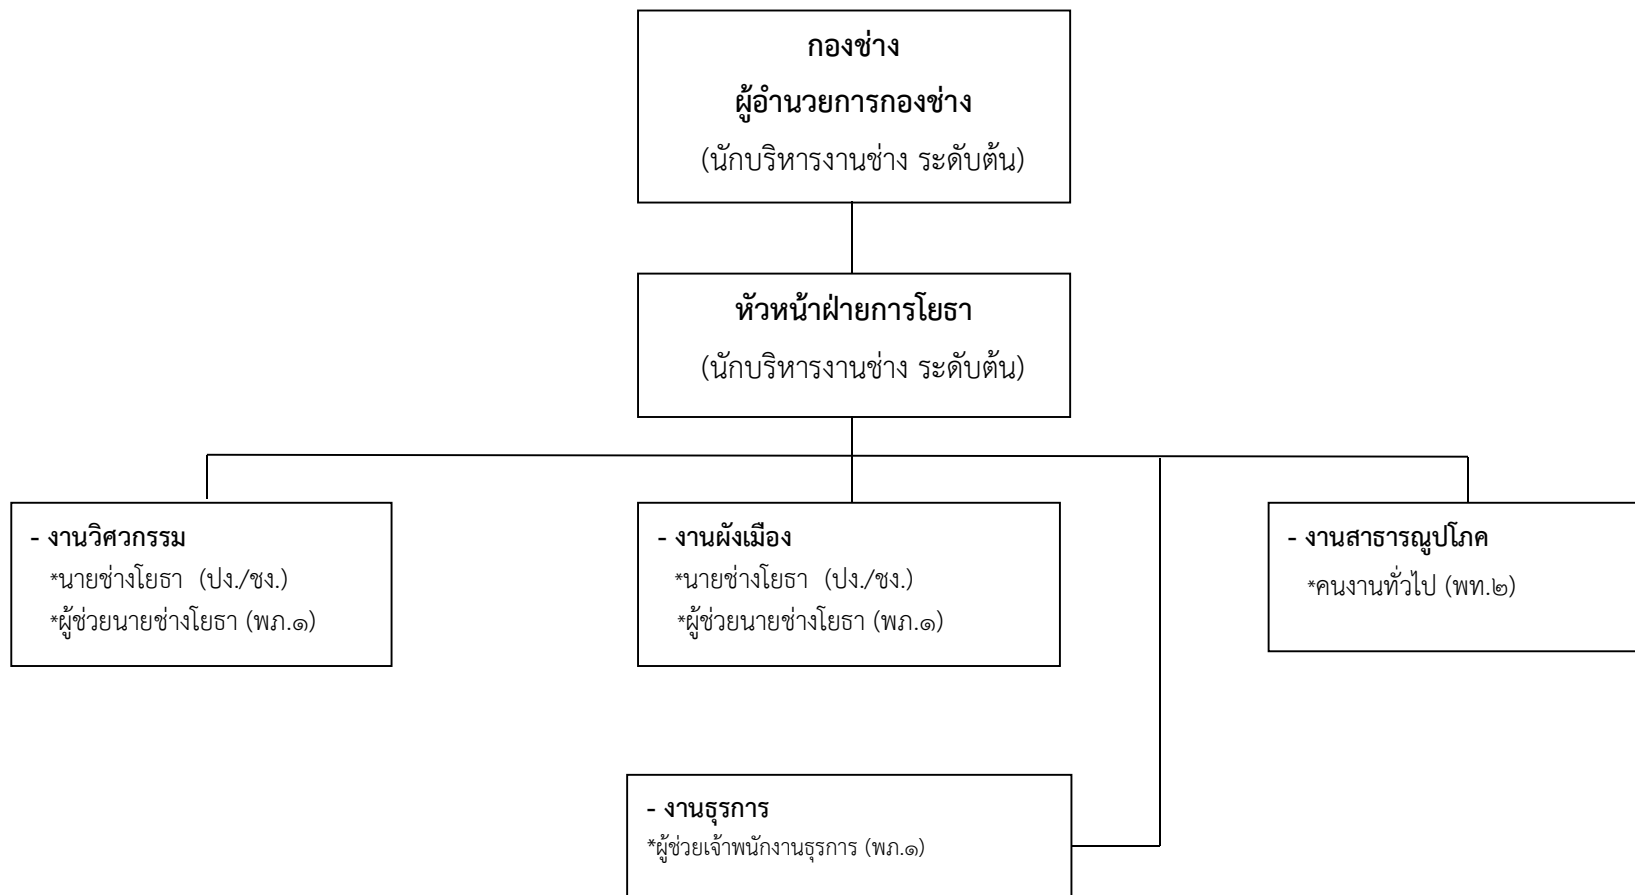 กองช่าง
ผู้อำนวยการกองช่าง
(นักบริหารงานช่าง ระดับต้น)
หัวหน้าฝ่ายการโยธา
(นักบริหารงานช่าง ระดับต้น)
- งานวิศวกรรม
*นายช่างโยธา (ปง./ชง.)
*ผู้ช่วยนายช่างโยธา (พภ.๑)
- งานผังเมือง
*นายช่างโยธา (ปง./ชง.)
*ผู้ช่วยนายช่างโยธา (พภ.๑)
- งานสาธารณูปโภค
*คนงานทั่วไป (พท.๒)
- งานธุรการ
*ผู้ช่วยเจ้าพนักงานธุรการ (พภ.๑)